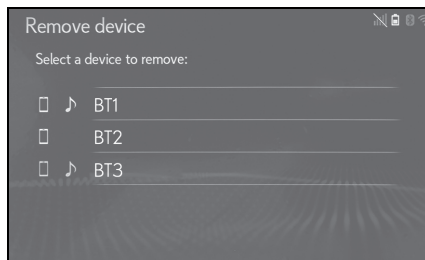 Remove device
Select a device to remove:
BT1
BT2
BT3